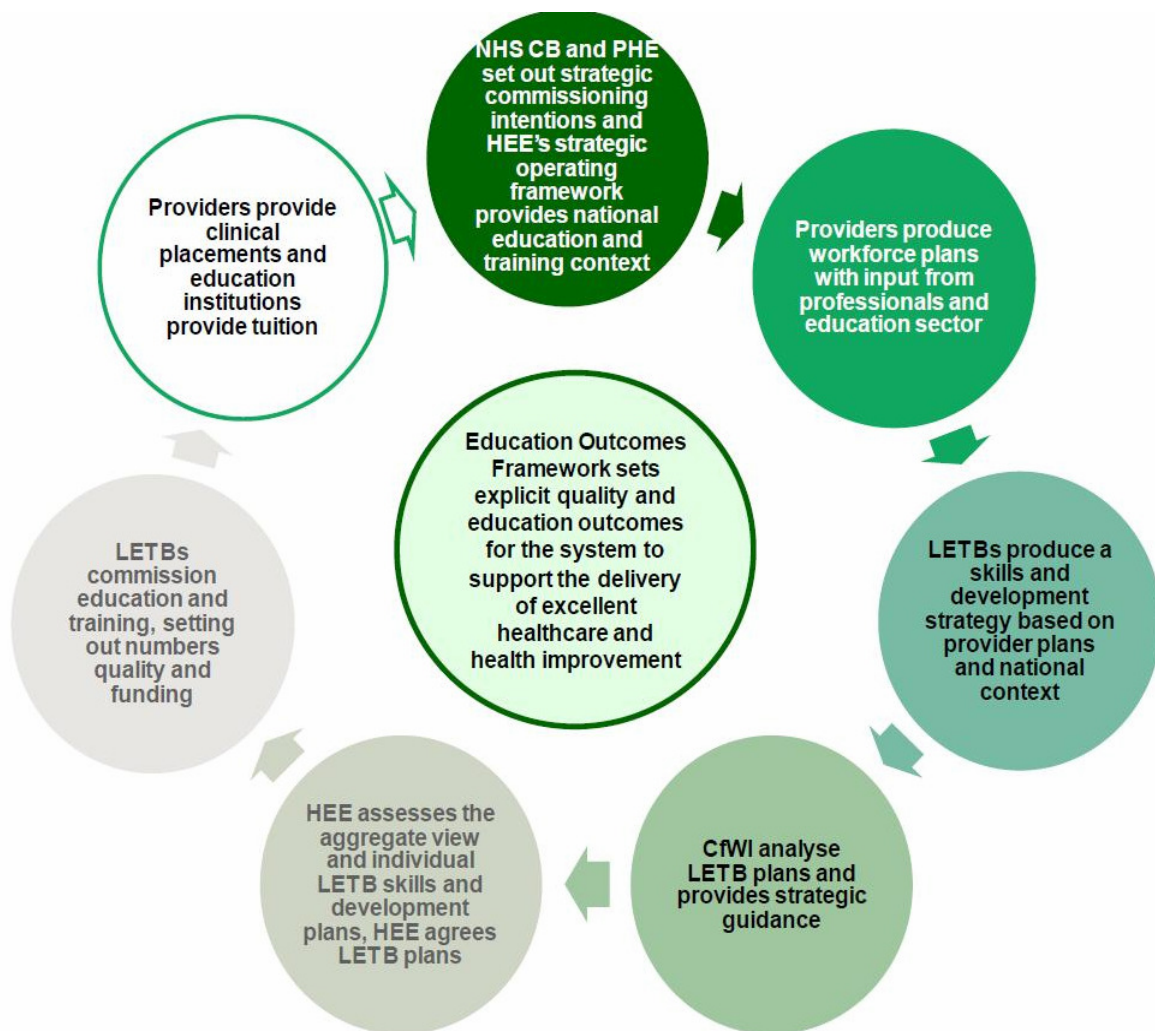 NHS CB and PHE
set out strategic
commissioning
intentions and
HEE's strategic
operating
framework
provides national
education and
training context
Providers produce
workforce plans
with input from
professionals and
education sector
LETBs produce a
skills and
development
strategy based on
provider plans
and national
context
CfWI analyse
LETB plans and
provides strategic
guidance
HEE assesses the
aggregate view
and individual
LETB skills and
development
plans, HEE agrees
LETB plans
LETBs
commission
education and
training, setting
out numbers
quality and
funding
Providers provide
clinical
placements and
education
institutions
provide tuition
Education Outcomes
Framework sets
explicit quality and
education outcomes
for the system to
support the delivery
of excellent
healthcare and
health improvement